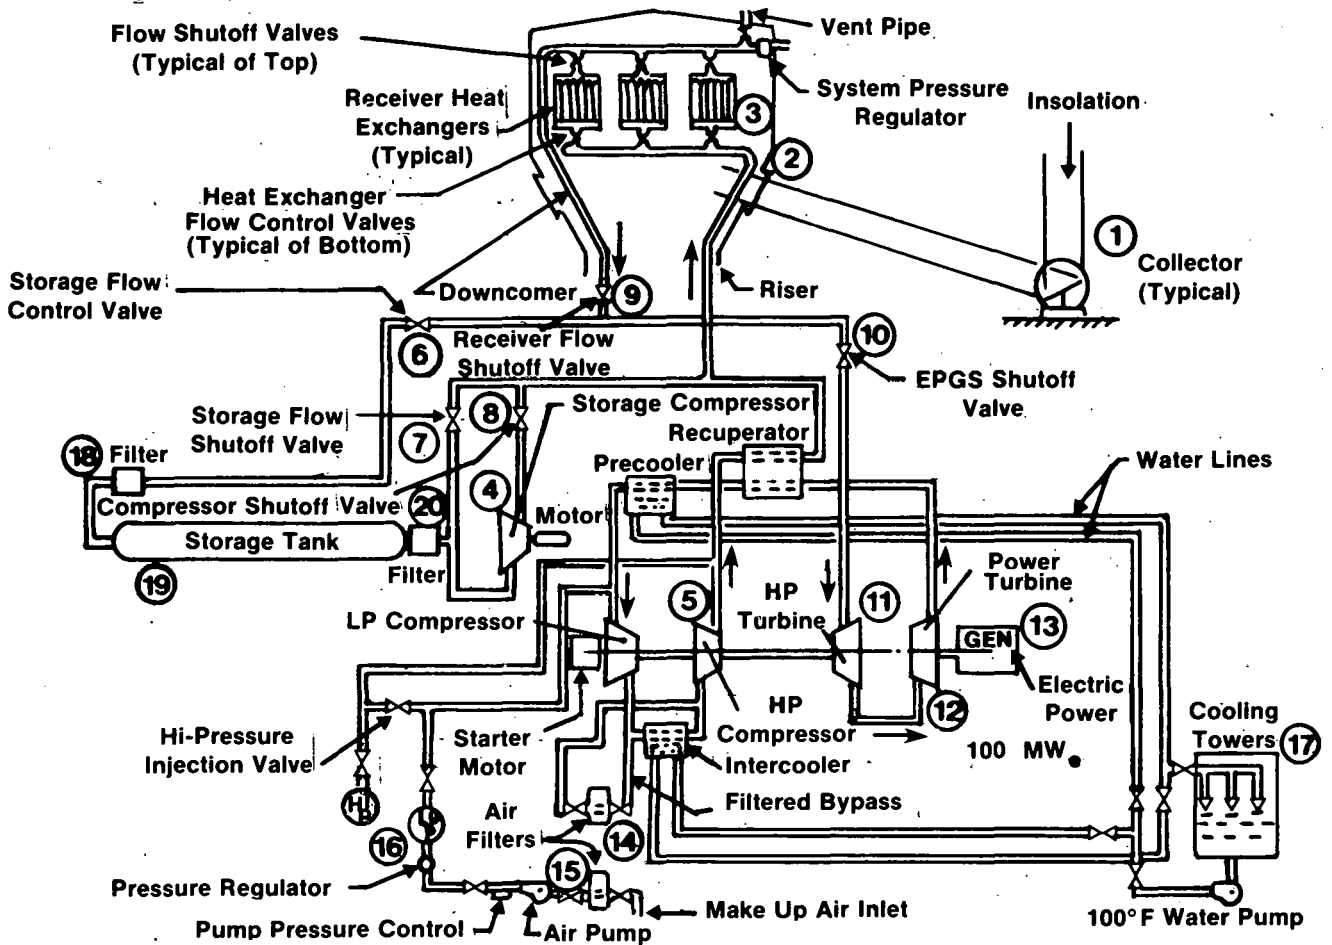 Vent Pipe
Flow Shutoff Valves
(Typical of Top)
System Pressure
Regulator
Insolation
Receiver Heat
Exchangers
(Typical)
3
2
Heat Exchanger
Flow Control Valves
(Typical of Bottom)
1
Collector
(Typical)
Storage Flow
Control Valve
Downcomer
9
Riser
6
Receiver Flow
Shutoff Valve
10
EPGS Shutoff
Valve
Storage Flow
Shutoff Valve
7
8
Storage Compressor
Recuperator
18
Filter
Precooler
Water Lines
Compressor Shutoff Valve
20
4
Motor
Storage Tank
Filter
19
Power
Turbine
LP Compressor
5
HP
Turbine
11
GEN
13
Electric
Power
12
Hi-Pressure
Injection Valve
Starter
Motor
HP
Compressor
Intercooler
100 MW
Cooling
Towers
17
Filtered Bypass
Air
Filters
14
16
15
Pressure Regulator
Make Up Air Inlet
Pump Pressure Control
Air Pump
100°F Water Pump